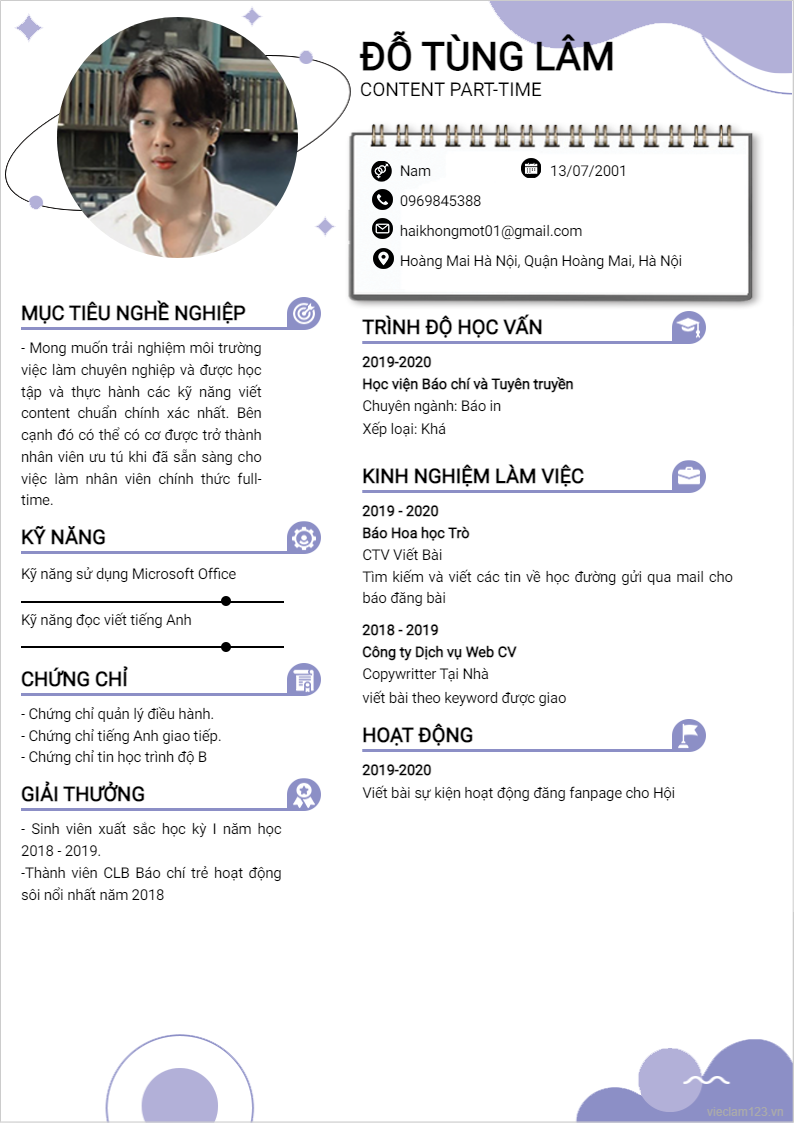 ĐỖ TÙNG LÂM
CONTENT PART-TIME
Nam
13/07/2001
0969845388
haikhongmot01@gmail.com
Hoàng Mai Hà Nội, Quận Hoàng Mai, Hà Nội
MỤC TIÊU NGHỀ NGHIỆP
- Mong muốn trải nghiệm môi trường
việc làm chuyên nghiệp và được học
tập và thực hành các kỹ năng viết
content chuẩn chính xác nhất. Bên
cạnh đó có thể có cơ được trở thành
nhân viên ưu tú khi đã sẵn sàng cho
việc làm nhân viên chính thức full-
time.
KỸ NĂNG
Kỹ năng sử dụng Microsoft Office
Kỹ năng đọc viết tiếng Anh
CHỨNG CHỈ
- Chứng chỉ quản lý điều hành.
- Chứng chỉ tiếng Anh giao tiếp.
- Chứng chỉ tin học trình độ B
GIẢI THƯỞNG
- Sinh viên xuất sắc học kỳ I năm học
2018 - 2019.
-Thành viên CLB Báo chí trẻ hoạt động
sôi nổi nhất năm 2018
TRÌNH ĐỘ HỌC VẤN
2019-2020
Học viện Báo chí và Tuyên truyền
Chuyên ngành: Báo in
Xếp loại: Khá
KINH NGHIỆM LÀM VIỆC
2019 - 2020
Báo Hoa học Trò
CTV Viết Bài
Tìm kiếm và viết các tin về học đường gửi qua mail cho
báo đăng bài
2018 - 2019
Công ty Dịch vụ Web CV
Copywritter Tại Nhà
viết bài theo keyword được giao
HOẠT ĐỘNG
2019-2020
Viết bài sự kiện hoạt động đăng fanpage cho Hội
vieclam123.vn